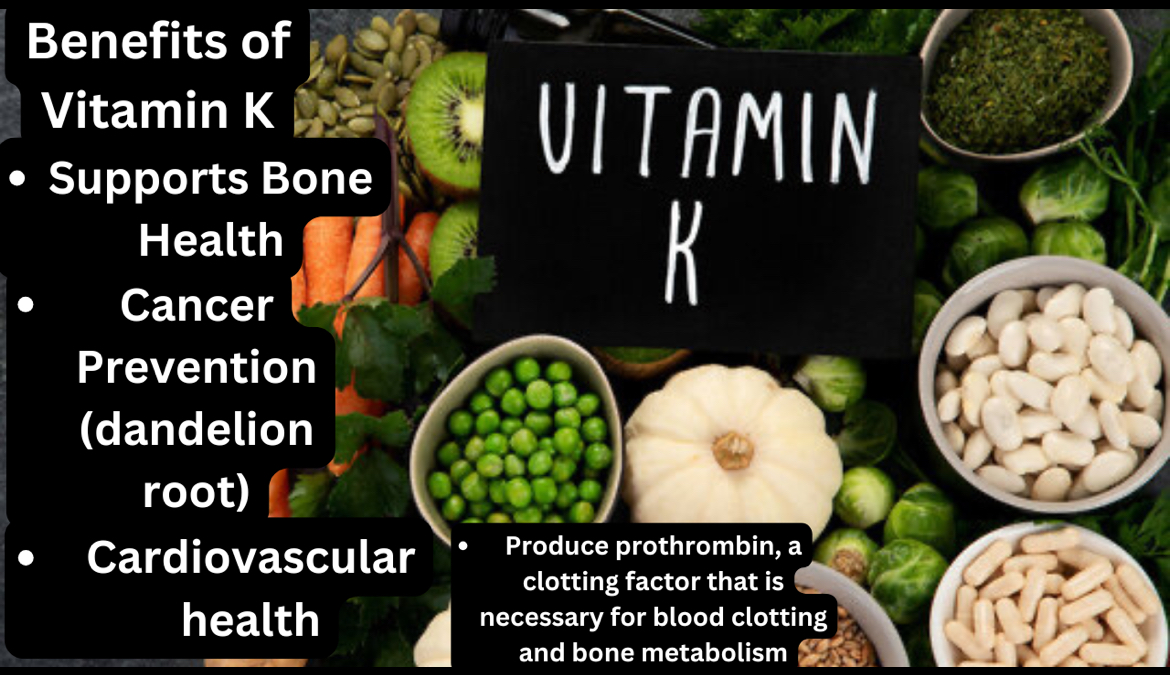 Benefits of
Vitamin K
• Supports Bone
Health
• Cancer
Prevention
(dandelion
root)
• Cardiovascular
health
VITAMIN
K
• Produce prothrombin, a
clotting factor that is
necessary for blood clotting
and bone metabolism